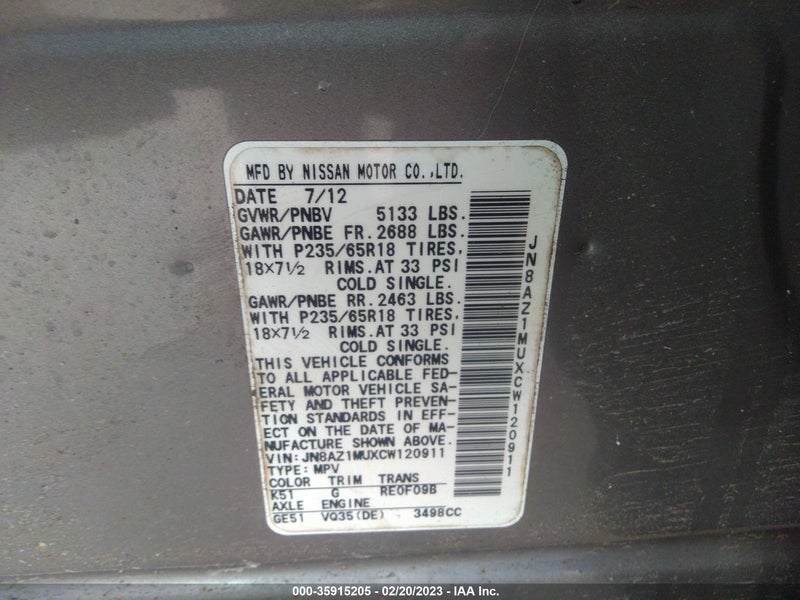 MFD BY NISSAN MOTOR CO.,LTD.
DATE 7/12
GVWR/PNBV 5133 LBS.
GAWR/PNBE FR. 2688 LBS.
WITH P235/65R18 TIRES,
18×7½ RIMS.AT 33 PSI
COLD SINGLE.
GAWR/PNBE RR. 2463 LBS.
WITH P235/65R18 TIRES,
18×7½ RIMS.AT 33 PSI
COLD SINGLE.
THIS VEHICLE CONFORMS
TO ALL APPLICABLE FED-
ERAL MOTOR VEHICLE SA-
FETY AND THEFT PREVEN-
TION STANDARDS IN EFF-
ECT ON THE DATE OF MA-
NUFACTURE SHOWN ABOVE.
VIN: JN8AZ1MUXCW120911
TYPE: MPV
COLOR TRIM TRANS
K51 G RE0F09B
AXLE ENGINE
GE51 VQ35(DE) 3498CC
JN8AZ1MUXCW120911
000-35915205 - 02/20/2023 - IAA Inc.